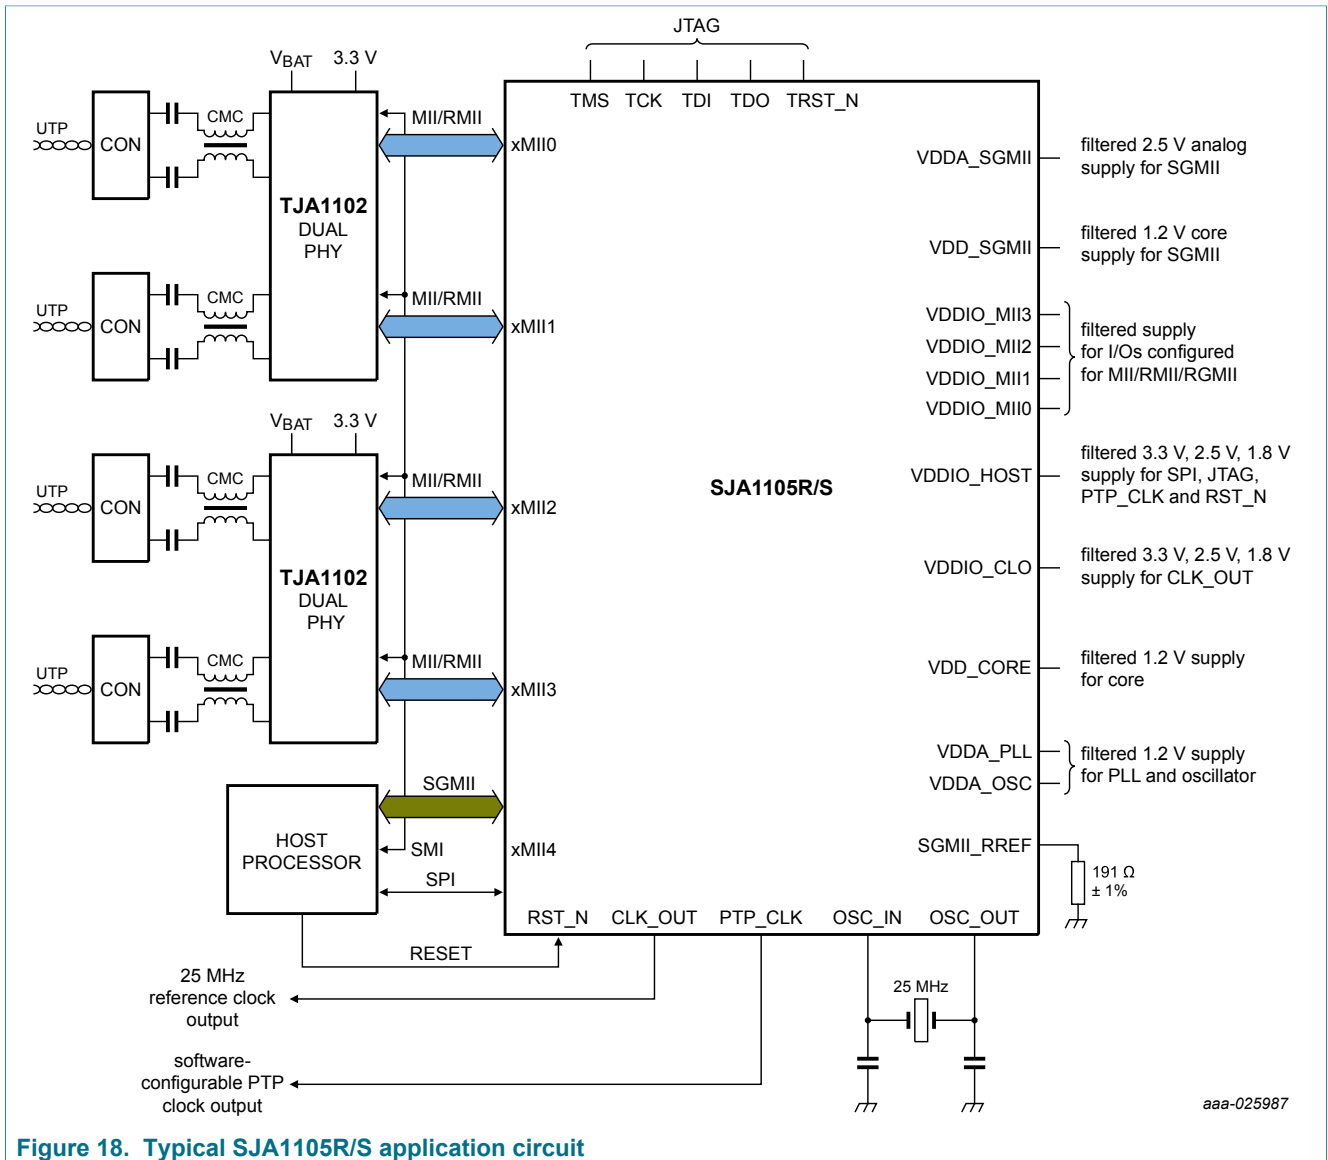 JTAG
TMS TCK TDI TDO TRST_N
VBAT 3.3 V
UTP
CON
CMC
TJA1102
DUAL
PHY
MII/RMII
xMII0
UTP
CON
CMC
MII/RMII
xMII1
VBAT 3.3 V
UTP
CON
CMC
TJA1102
DUAL
PHY
MII/RMII
xMII2
UTP
CON
CMC
MII/RMII
xMII3
HOST
PROCESSOR
SGMII
SMI
xMII4
SPI
RESET
SJA1105R/S
VDDA_SGMII
filtered 2.5 V analog
supply for SGMII
VDD_SGMII
filtered 1.2 V core
supply for SGMII
VDDIO_MII3
VDDIO_MII2
VDDIO_MII1
VDDIO_MII0
filtered supply
for I/Os configured
for MII/RMII/RGMII
VDDIO_HOST
filtered 3.3 V, 2.5 V, 1.8 V
supply for SPI, JTAG,
PTP_CLK and RST_N
VDDIO_CLO
filtered 3.3 V, 2.5 V, 1.8 V
supply for CLK_OUT
VDD_CORE
filtered 1.2 V supply
for core
VDDA_PLL
VDDA_OSC
filtered 1.2 V supply
for PLL and oscillator
SGMII_RREF
191 Ω
± 1%
RST_N CLK_OUT PTP_CLK OSC_IN OSC_OUT
25 MHz
reference clock
output
25 MHz
software-
configurable PTP
clock output
aaa-025987
Figure 18. Typical SJA1105R/S application circuit